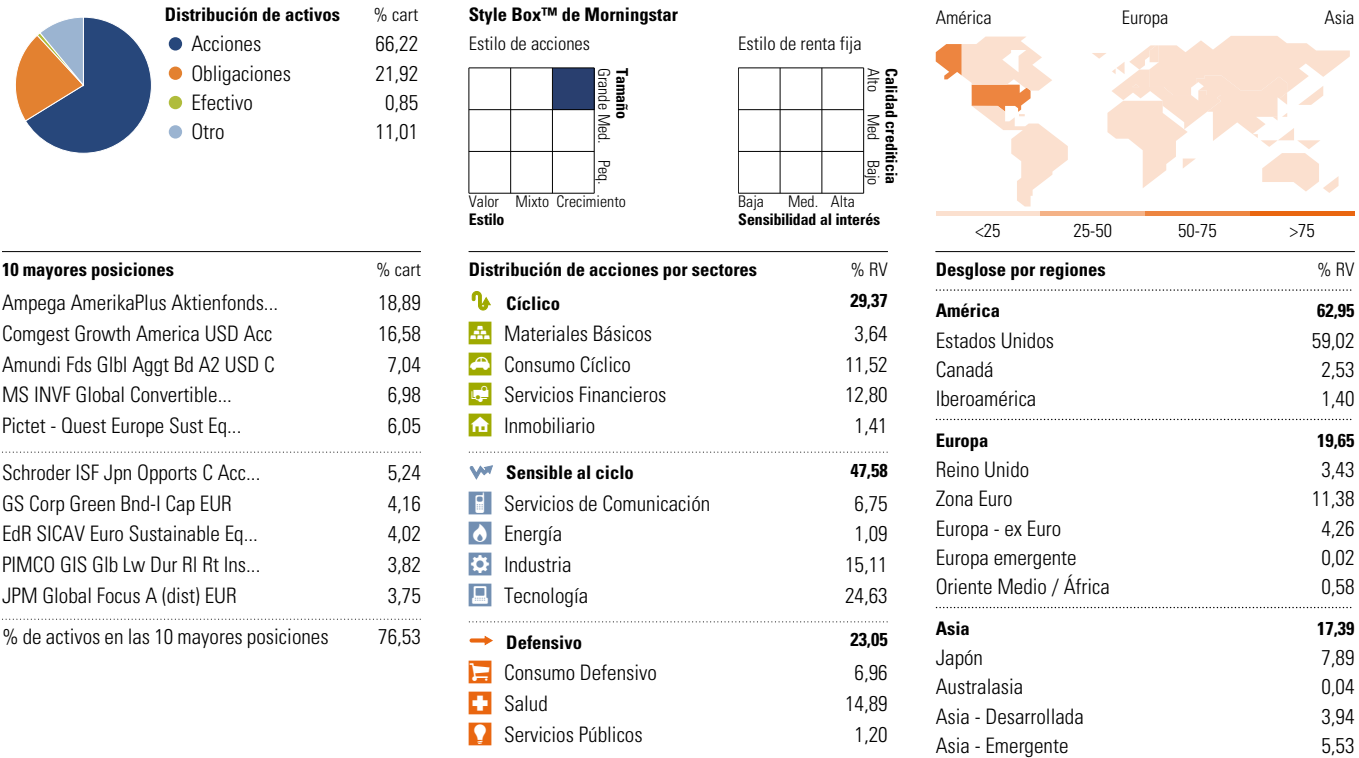 Distribución de activos % cart
Acciones 66,22
Obligaciones 21,92
Efectivo 0,85
Otro 11,01
Style Box™ de Morningstar
Estilo de acciones
Tamaño
Grande Med. Peq.
Valor Mixto Crecimiento
Estilo
Estilo de renta fija
Calidad crediticia
Alto Med Bajo
Baja Med. Alta
Sensibilidad al interés
América Europa Asia
<25 25-50 50-75 >75
10 mayores posiciones % cart
Ampega AmerikaPlus Aktienfonds... 18,89
Comgest Growth America USD Acc 16,58
Amundi Fds Glbl Aggt Bd A2 USD C 7,04
MS INVF Global Convertible... 6,98
Pictet - Quest Europe Sust Eq... 6,05
Schroder ISF Jpn Opports C Acc... 5,24
GS Corp Green Bnd-I Cap EUR 4,16
EdR SICAV Euro Sustainable Eq... 4,02
PIMCO GIS Glb Lw Dur Rl Rt Ins... 3,82
JPM Global Focus A (dist) EUR 3,75
% de activos en las 10 mayores posiciones 76,53
Distribución de acciones por sectores % RV
Cíclico 29,37
Materiales Básicos 3,64
Consumo Cíclico 11,52
Servicios Financieros 12,80
Inmobiliario 1,41
Sensible al ciclo 47,58
Servicios de Comunicación 6,75
Energía 1,09
Industria 15,11
Tecnología 24,63
Defensivo 23,05
Consumo Defensivo 6,96
Salud 14,89
Servicios Públicos 1,20
Desglose por regiones % RV
América 62,95
Estados Unidos 59,02
Canadá 2,53
Iberoamérica 1,40
Europa 19,65
Reino Unido 3,43
Zona Euro 11,38
Europa - ex Euro 4,26
Europa emergente 0,02
Oriente Medio / África 0,58
Asia 17,39
Japón 7,89
Australasia 0,04
Asia - Desarrollada 3,94
Asia - Emergente 5,53